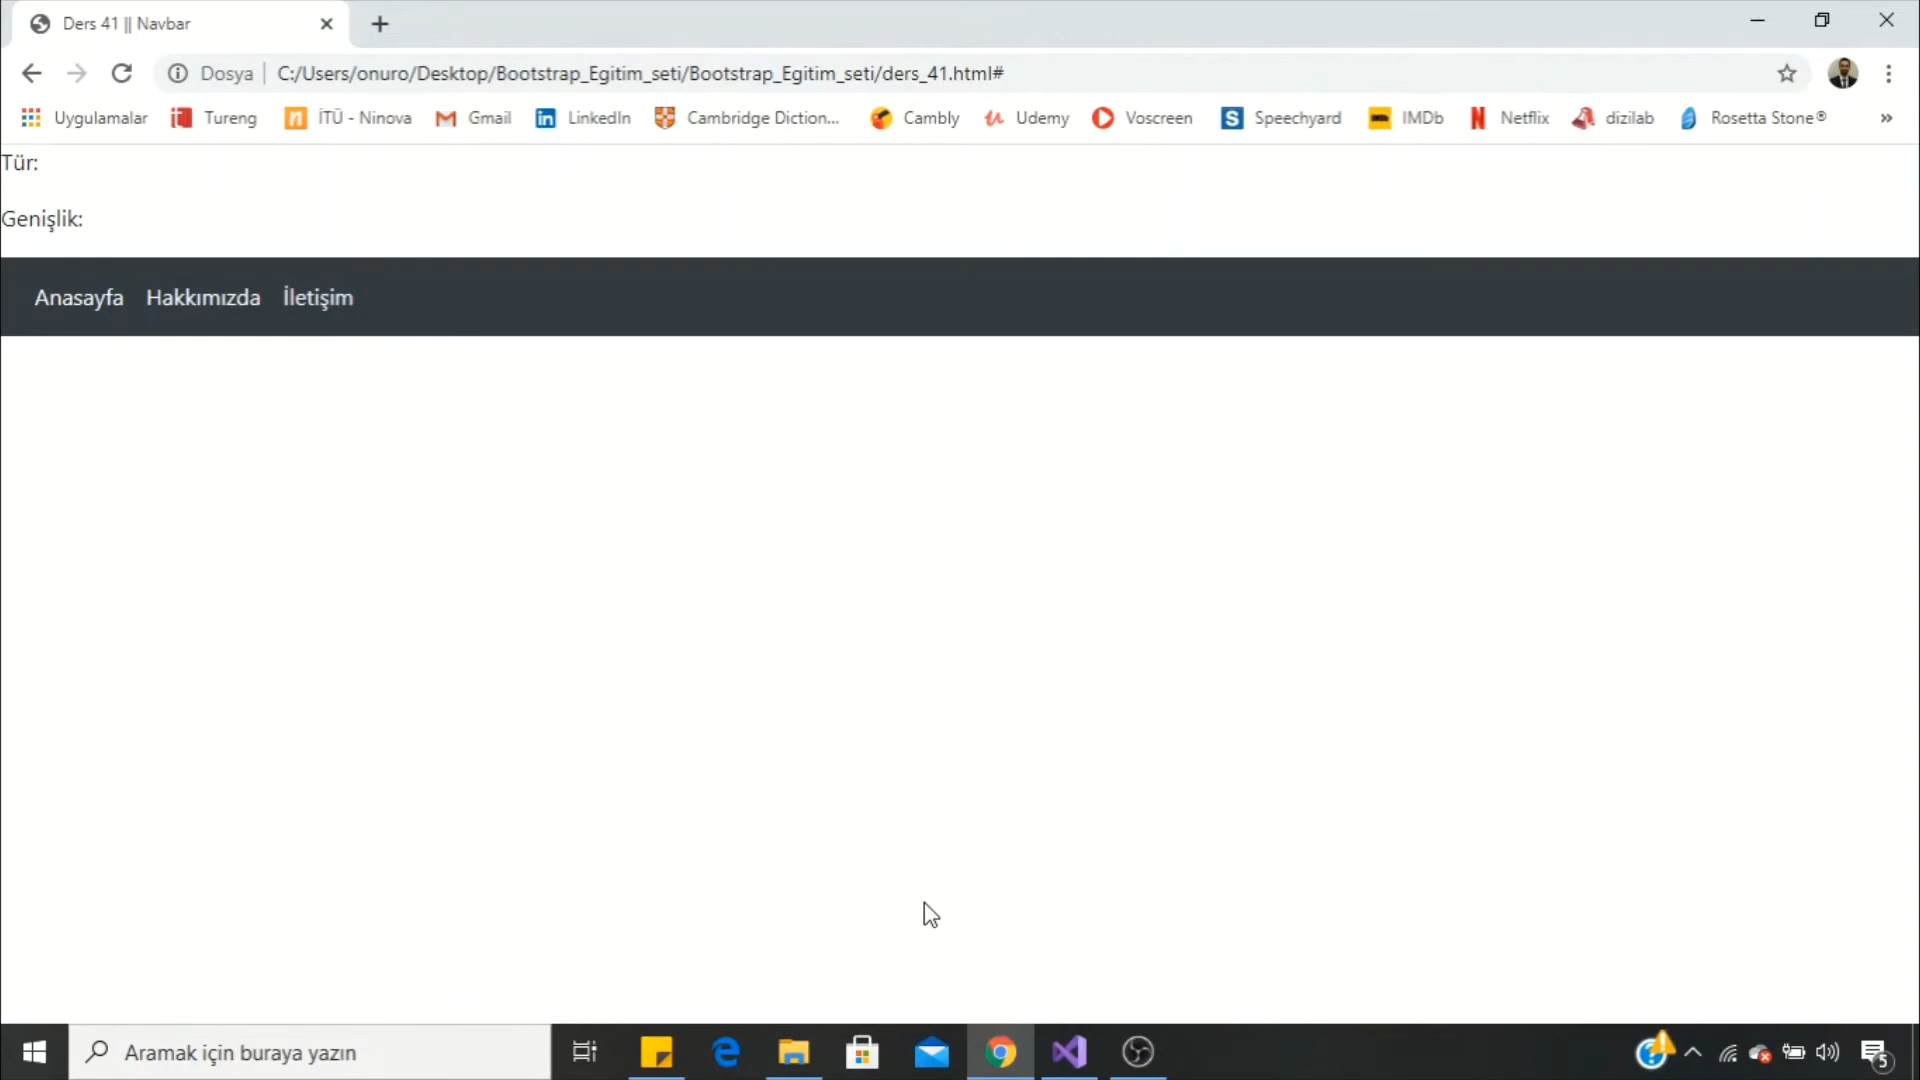 Ders 41 || Navbar
Dosya | C:/Users/onuro/Desktop/Bootstrap_Egitim_seti/Bootstrap_Egitim_seti/ders_41.html#
Uygulamalar Tureng İTÜ - Ninova Gmail LinkedIn Cambridge Diction... Cambly Udemy Voscreen Speechyard IMDb Netflix dizilab Rosetta Stone® »
Tür:
Genişlik:
Anasayfa Hakkımızda İletişim
Aramak için buraya yazın
5